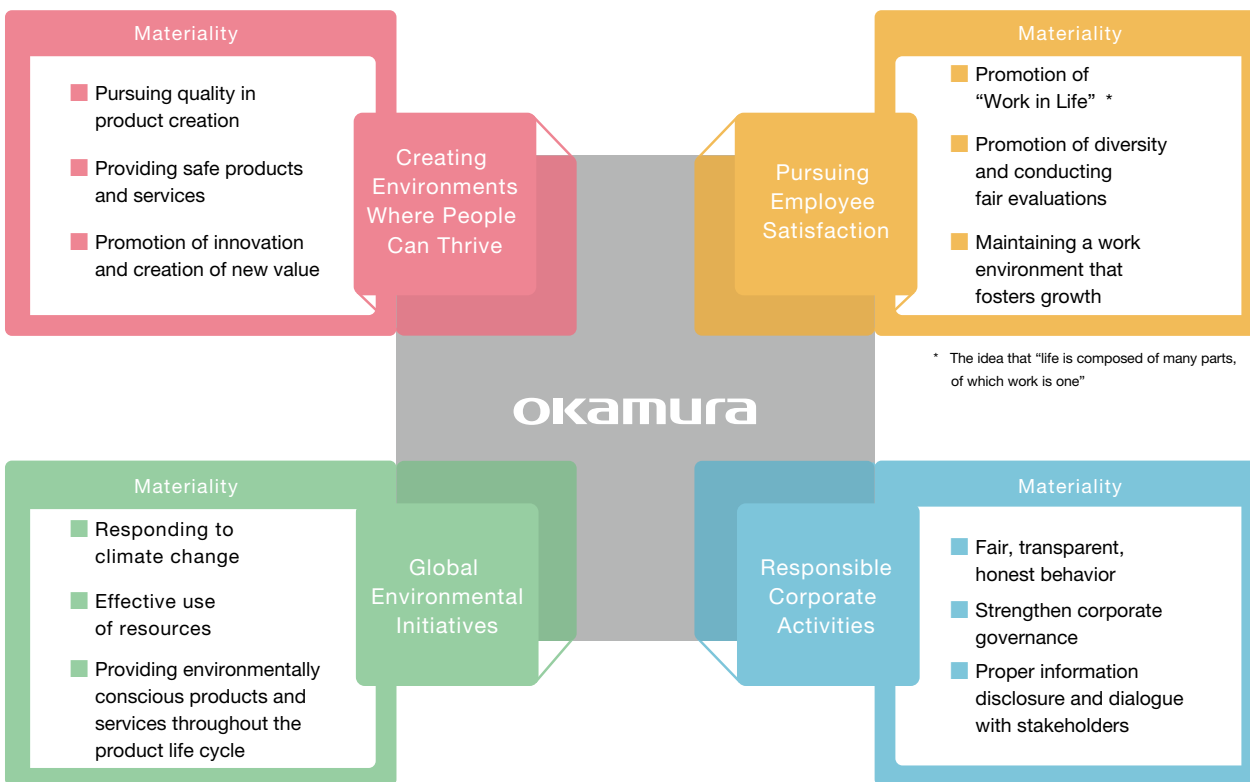 Materiality
Pursuing quality in
product creation
Providing safe products
and services
Promotion of innovation
and creation of new value
Creating
Environments
Where People
Can Thrive
Materiality
Promotion of
“Work in Life” *
Promotion of diversity
and conducting
fair evaluations
Maintaining a work
environment that
fosters growth
Pursuing
Employee
Satisfaction
* The idea that “life is composed of many parts,
of which work is one”
okamura
Materiality
Responding to
climate change
Effective use
of resources
Providing environmentally
conscious products and
services throughout the
product life cycle
Global
Environmental
Initiatives
Materiality
Fair, transparent,
honest behavior
Strengthen corporate
governance
Proper information
disclosure and dialogue
with stakeholders
Responsible
Corporate
Activities